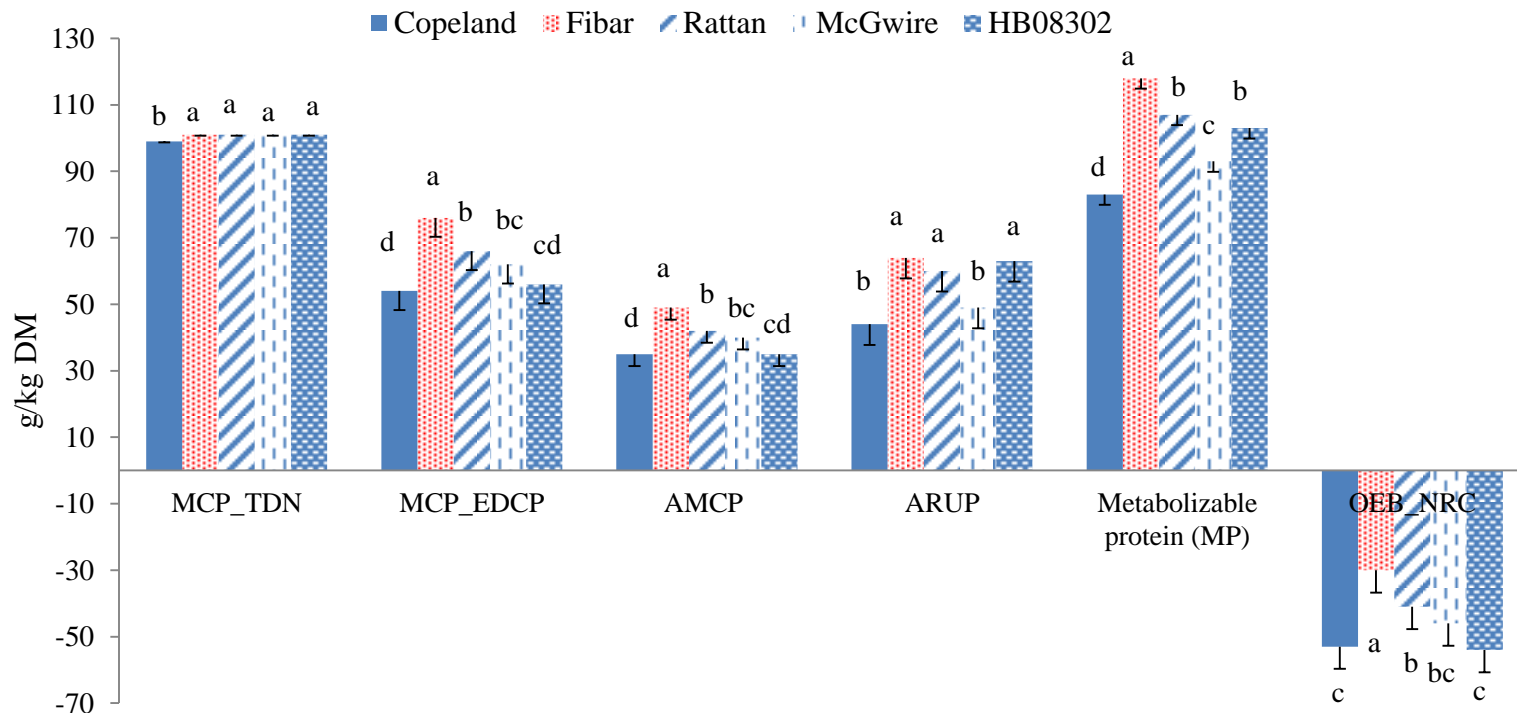 Copeland Fibar Rattan McGwire HB08302
g/kg DM
130
110
90
70
50
30
10
-10
-30
-50
-70
b a a a a
d a b bc cd
d a b bc cd
b a a b a
d a b c b
c a b bc c
MCP_TDN
MCP_EDCP
AMCP
ARUP
Metabolizable
protein (MP)
OEB_NRC